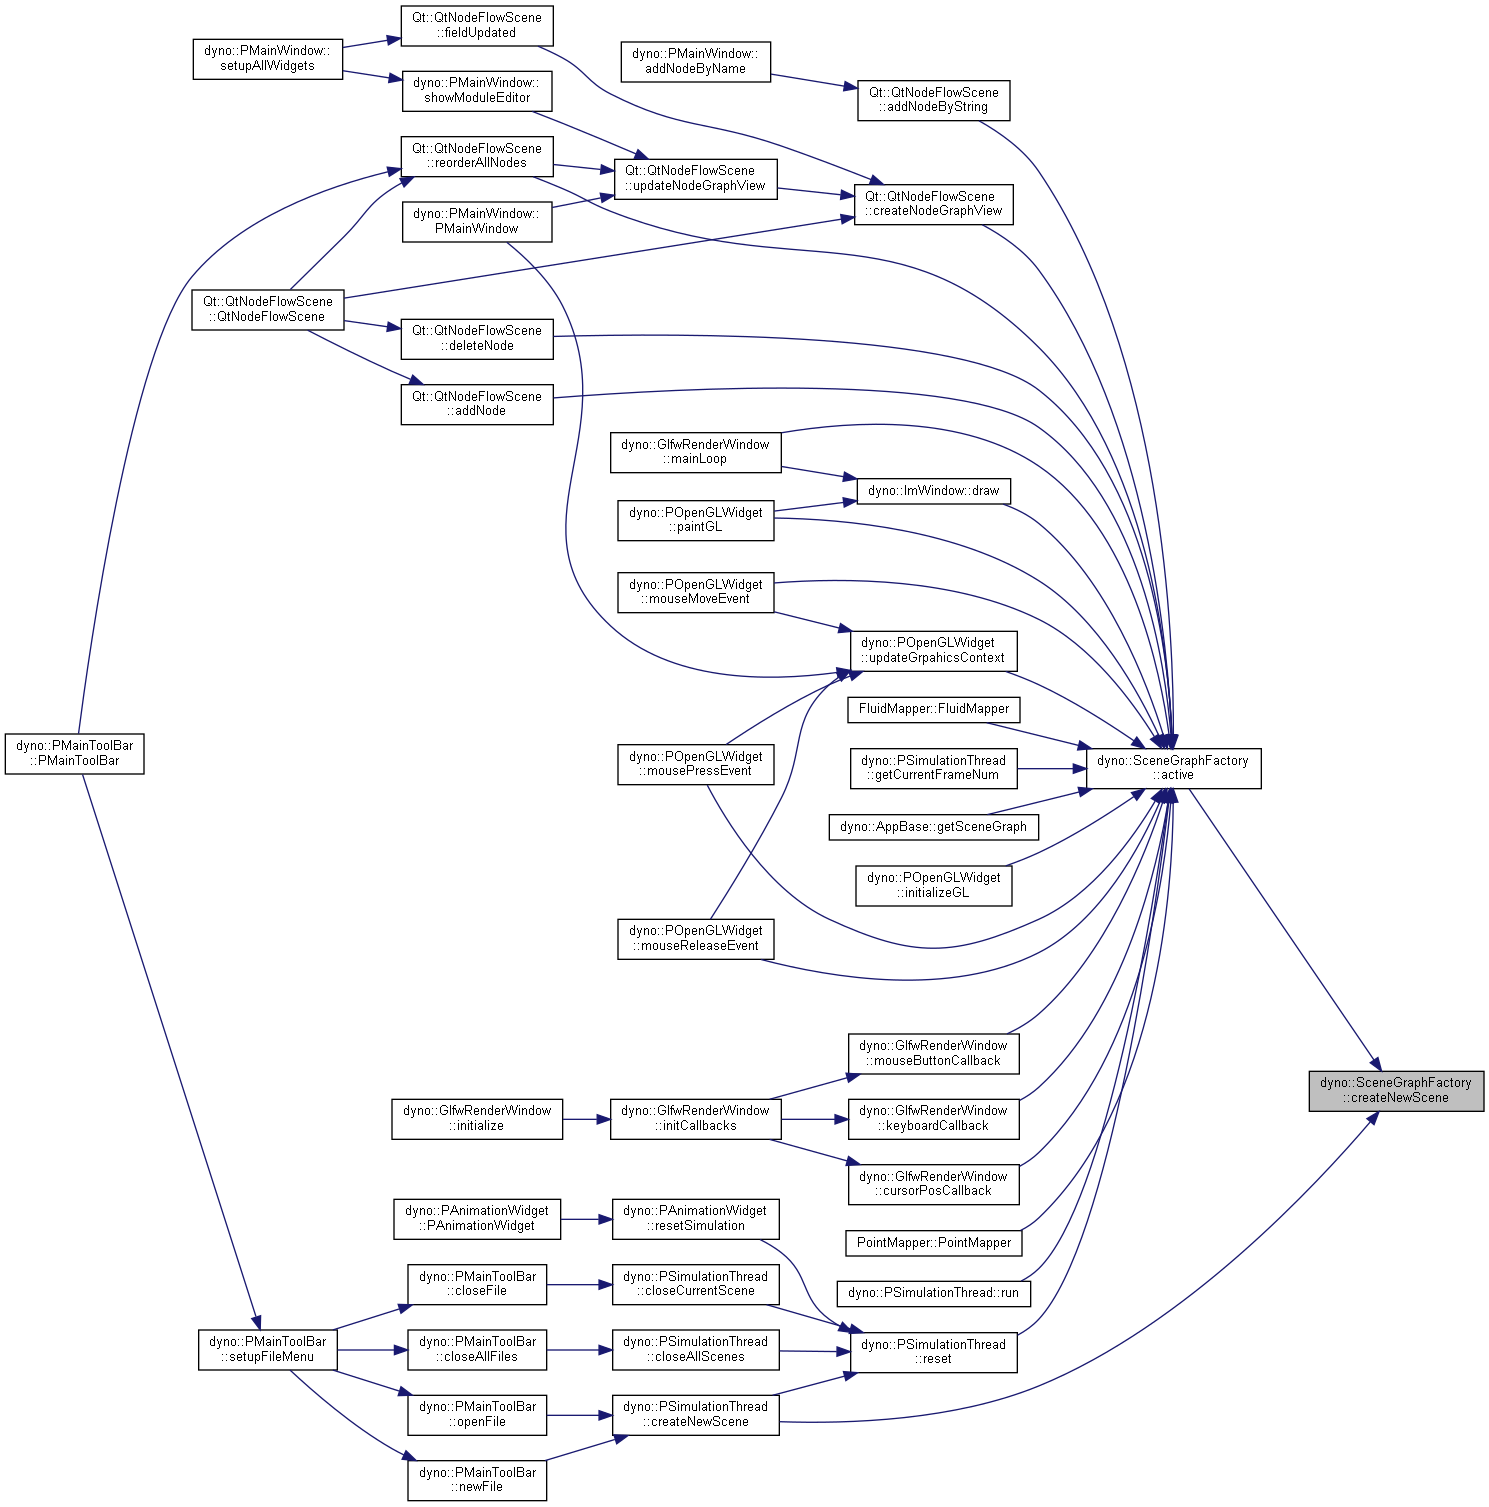 Qt::QtNodeFlowScene
::fieldUpdated
dyno::PMainWindow::
setupAllWidgets
dyno::PMainWindow::
addNodeByName
dyno::PMainWindow::
showModuleEditor
Qt::QtNodeFlowScene
::addNodeByString
Qt::QtNodeFlowScene
::reorderAllNodes
Qt::QtNodeFlowScene
::updateNodeGraphView
Qt::QtNodeFlowScene
::createNodeGraphView
dyno::PMainWindow::
PMainWindow
Qt::QtNodeFlowScene
::QtNodeFlowScene
Qt::QtNodeFlowScene
::deleteNode
Qt::QtNodeFlowScene
::addNode
dyno::GlfwRenderWindow
::mainLoop
dyno::ImWindow::draw
dyno::POpenGLWidget
::paintGL
dyno::POpenGLWidget
::mouseMoveEvent
dyno::POpenGLWidget
::updateGrpahicsContext
FluidMapper::FluidMapper
dyno::PMainToolBar
::PMainToolBar
dyno::POpenGLWidget
::mousePressEvent
dyno::PSimulationThread
::getCurrentFrameNum
dyno::SceneGraphFactory
::active
dyno::AppBase::getSceneGraph
dyno::POpenGLWidget
::initializeGL
dyno::POpenGLWidget
::mouseReleaseEvent
dyno::GlfwRenderWindow
::mouseButtonCallback
dyno::SceneGraphFactory
::createNewScene
dyno::GlfwRenderWindow
::initialize
dyno::GlfwRenderWindow
::initCallbacks
dyno::GlfwRenderWindow
::keyboardCallback
dyno::GlfwRenderWindow
::cursorPosCallback
dyno::PAnimationWidget
::PAnimationWidget
dyno::PAnimationWidget
::resetSimulation
PointMapper::PointMapper
dyno::PMainToolBar
::closeFile
dyno::PSimulationThread
::closeCurrentScene
dyno::PSimulationThread::run
dyno::PMainToolBar
::setupFileMenu
dyno::PMainToolBar
::closeAllFiles
dyno::PSimulationThread
::closeAllScenes
dyno::PSimulationThread
::reset
dyno::PMainToolBar
::openFile
dyno::PSimulationThread
::createNewScene
dyno::PMainToolBar
::newFile